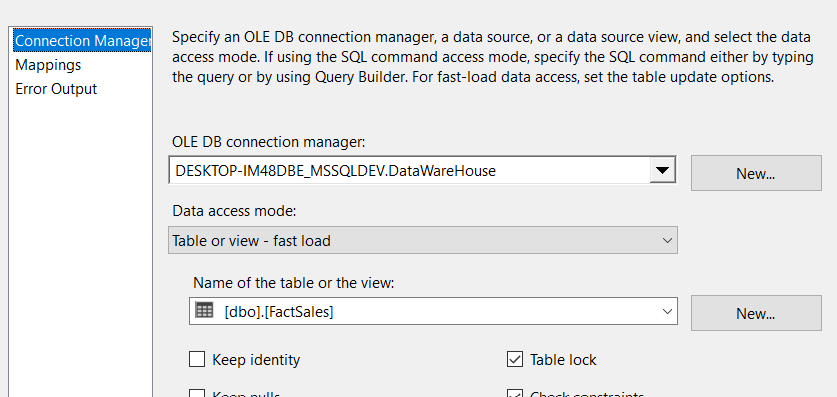 Connection Manager
Specify an OLE DB connection manager, a data source, or a data source view, and select the data
Mappings
access mode. If using the SQL command access mode, specify the SQL command either by typing
Error Output
the query or by using Query Builder. For fast-load data access, set the table update options.
OLE DB connection manager:
DESKTOP-IM48DBE_MSSQLDEV.DataWareHouse
New...
Data access mode:
Table or view - fast load
Name of the table or the view:
[dbo].[FactSales]
New...
Keep identity
Table lock
Keep nulls
Check constraints